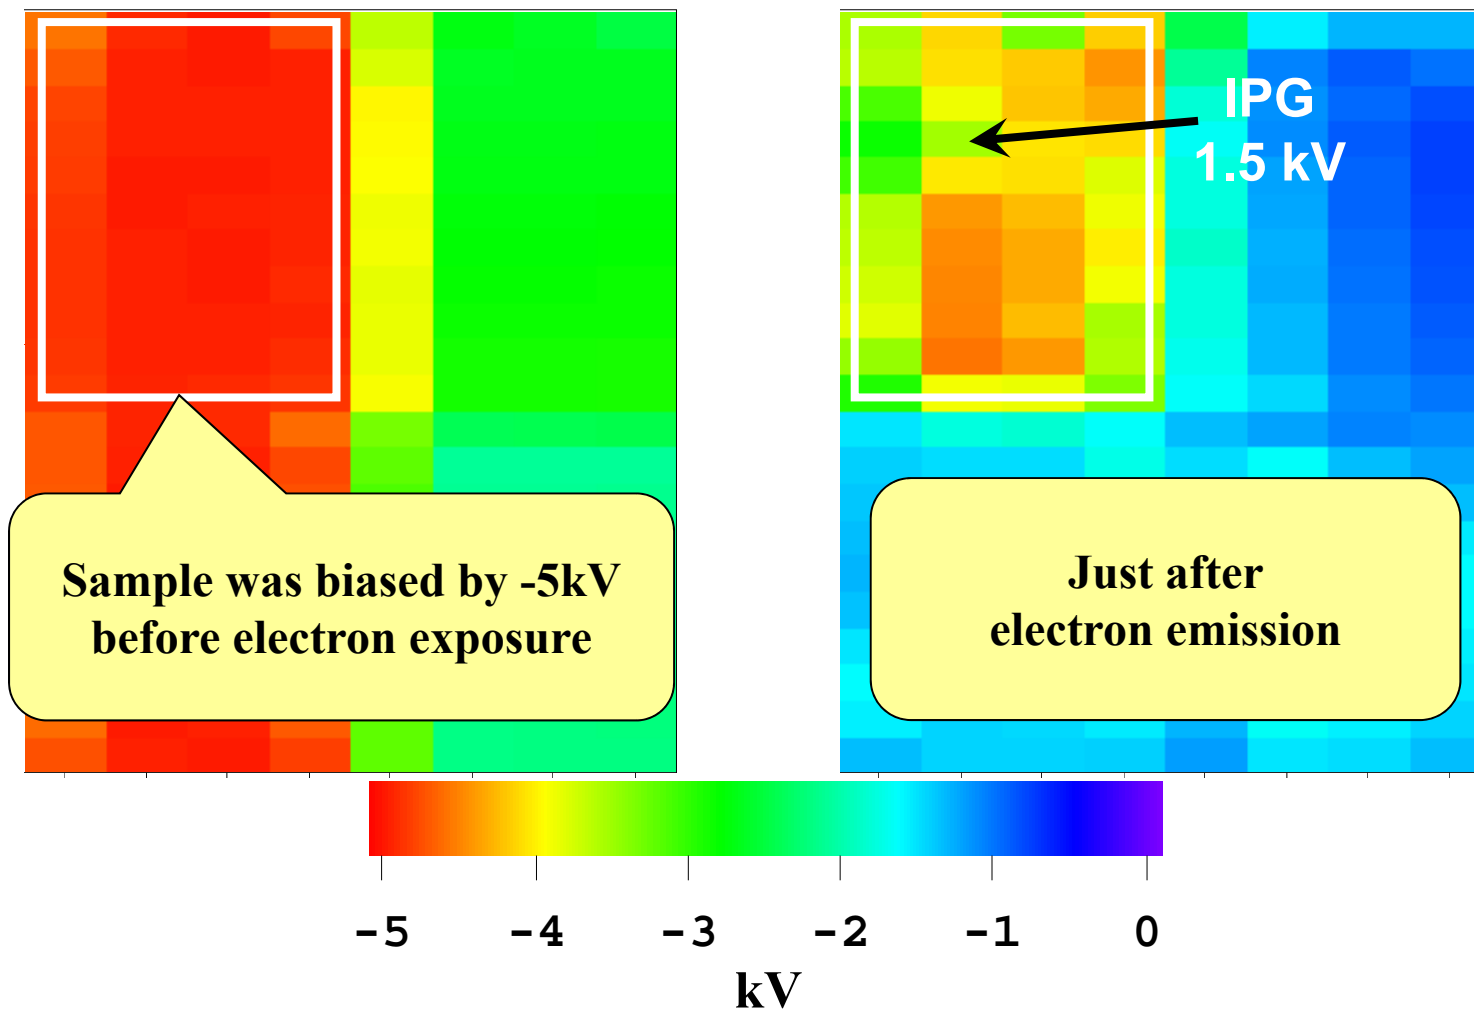 IPG
1.5 kV
Sample was biased by -5kV
before electron exposure
Just after
electron emission
-5 -4 -3 -2 -1 0
kV